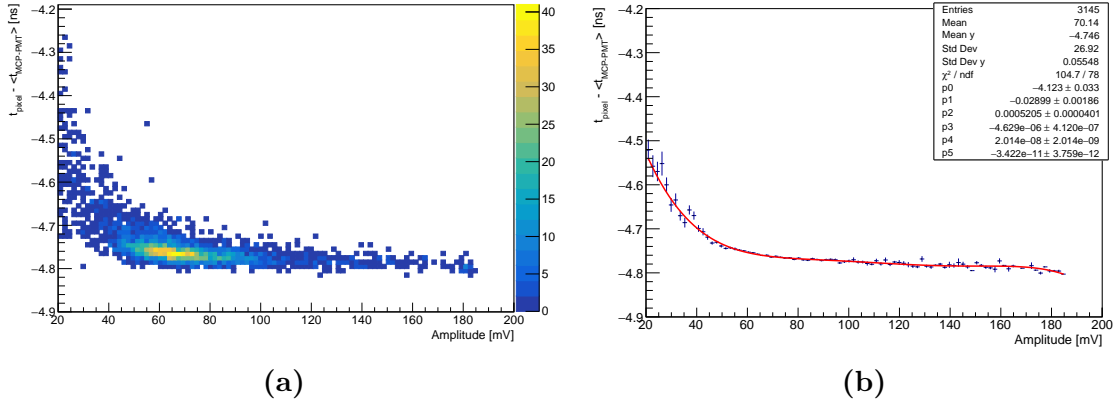 t_pixel - <t_MCP-PMT> [ns]
−4.2
−4.3
−4.4
−4.5
−4.6
−4.7
−4.8
−4.9
20 40 60 80 100 120 140 160 180 200
Amplitude [mV]
40
35
30
25
20
15
10
5
0
(a)
t_pixel - <t_MCP-PMT> [ns]
−4.2
−4.3
−4.4
−4.5
−4.6
−4.7
−4.8
−4.9
20 40 60 80 100 120 140 160 180 200
Amplitude [mV]
Entries 3145
Mean 70.14
Mean y −4.746
Std Dev 26.92
Std Dev y 0.05548
χ² / ndf 104.7 / 78
p0 −4.123 ± 0.033
p1 −0.02899 ± 0.00186
p2 0.0005205 ± 0.0000401
p3 −4.629e−06 ± 4.120e−07
p4 2.014e−08 ± 2.014e−09
p5 −3.422e−11 ± 3.759e−12
(b)